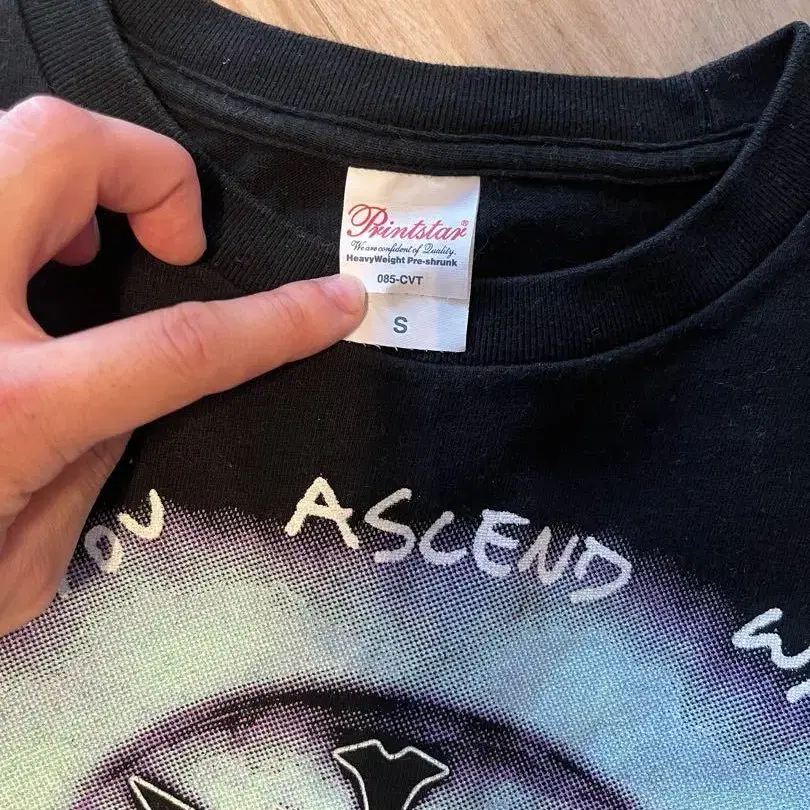 Printstar®
We are confident of Quality.
HeavyWeight Pre-shrunk
085-CVT
S
ASCEND